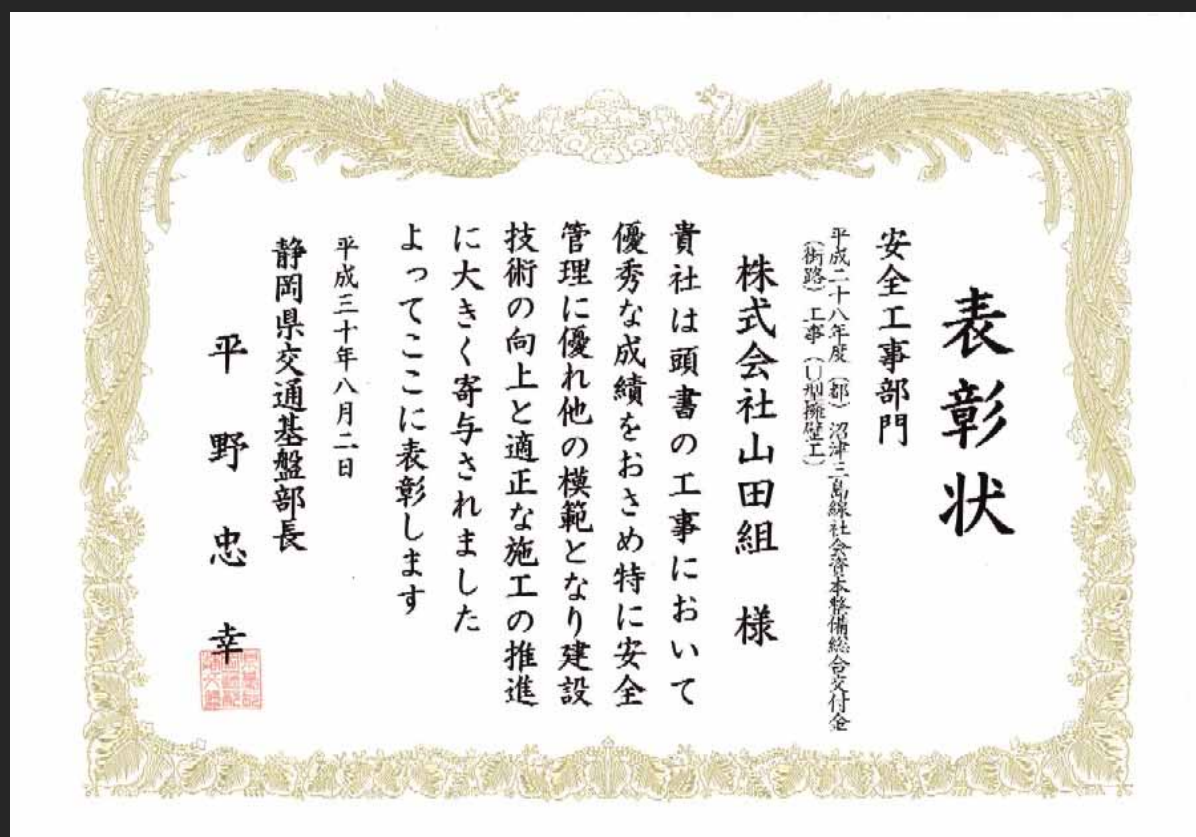 表彰状
安全工事部門
平成二十八年度（都）沼津三島線社会資本整備総合交付金
（街路）工事（U型擁壁工）
株式会社山田組　様
貴社は頭書の工事において
優秀な成績をおさめ特に安全
管理に優れ他の模範となり建設
技術の向上と適正な施工の推進
に大きく寄与されました
よってここに表彰します
平成三十年八月二日
静岡県交通基盤部長
平野忠幸